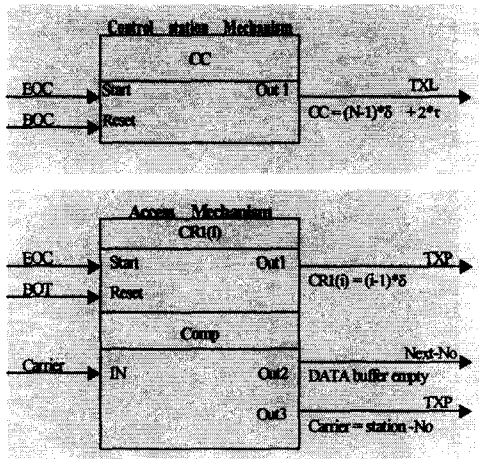 Control station Mechanism
CC
EOC Start Out 1 TXL
CC = (N-1)*δ + 2*τ
BOC Reset
Access Mechanism
CR1(i)
EOC Start Out1 TXP
CR1(i) = (i-1)*δ
BOT Reset
Comp
Next-No
Carrier IN Out2 DATA buffer empty
TXP
Out3
Carrier = station -No